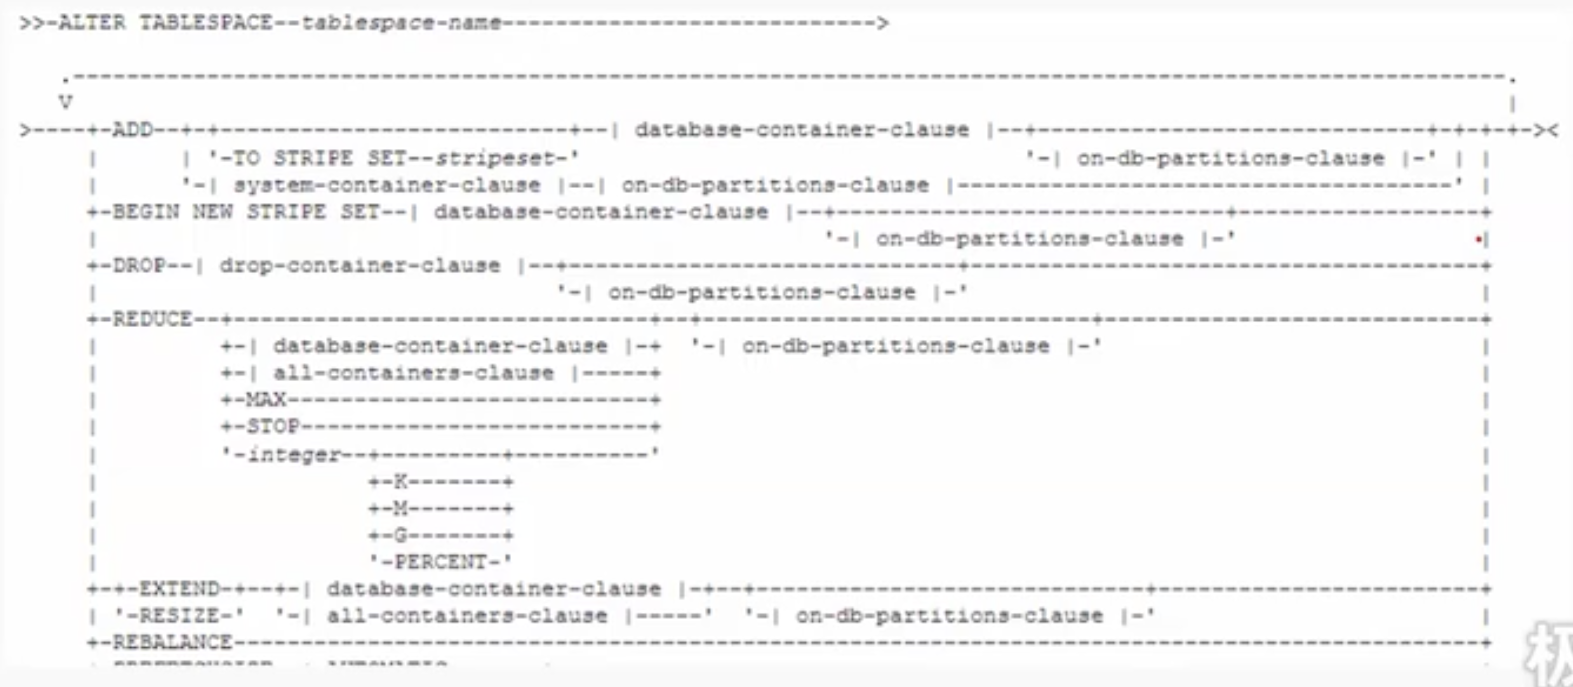 >>-ALTER TABLESPACE--tablespace-name---------------------------->
.-----------------------------------------------------------------------------------------------------------.
V |
>----+-ADD--+-+--------------------------+--| database-container-clause |--+-----------------------------+-+-+-+-><
| | '-TO STRIPE SET--stripeset-' '-| on-db-partitions-clause |-' | |
| '-| system-container-clause |--| on-db-partitions-clause |-------------------------------------' |
+-BEGIN NEW STRIPE SET--| database-container-clause |--+-----------------------------+------------------+
| '-| on-db-partitions-clause |-' |
+-DROP--| drop-container-clause |--+-----------------------------+--------------------------------------+
| '-| on-db-partitions-clause |-' |
+-REDUCE--+-------------------------------+--+-----------------------------+----------------------------+
| +-| database-container-clause |-+ '-| on-db-partitions-clause |-' |
| +-| all-containers-clause |-----+ |
| +-MAX---------------------------+ |
| +-STOP--------------------------+ |
| '-integer--+---------+----------' |
| +-K-------+ |
| +-M-------+ |
| +-G-------+ |
| '-PERCENT-' |
+-+-EXTEND-+--+-| database-container-clause |-+--+-----------------------------+------------------------+
| '-RESIZE-' '-| all-containers-clause |-----' '-| on-db-partitions-clause |-' |
+-REBALANCE---------------------------------------------------------------------------------------------+